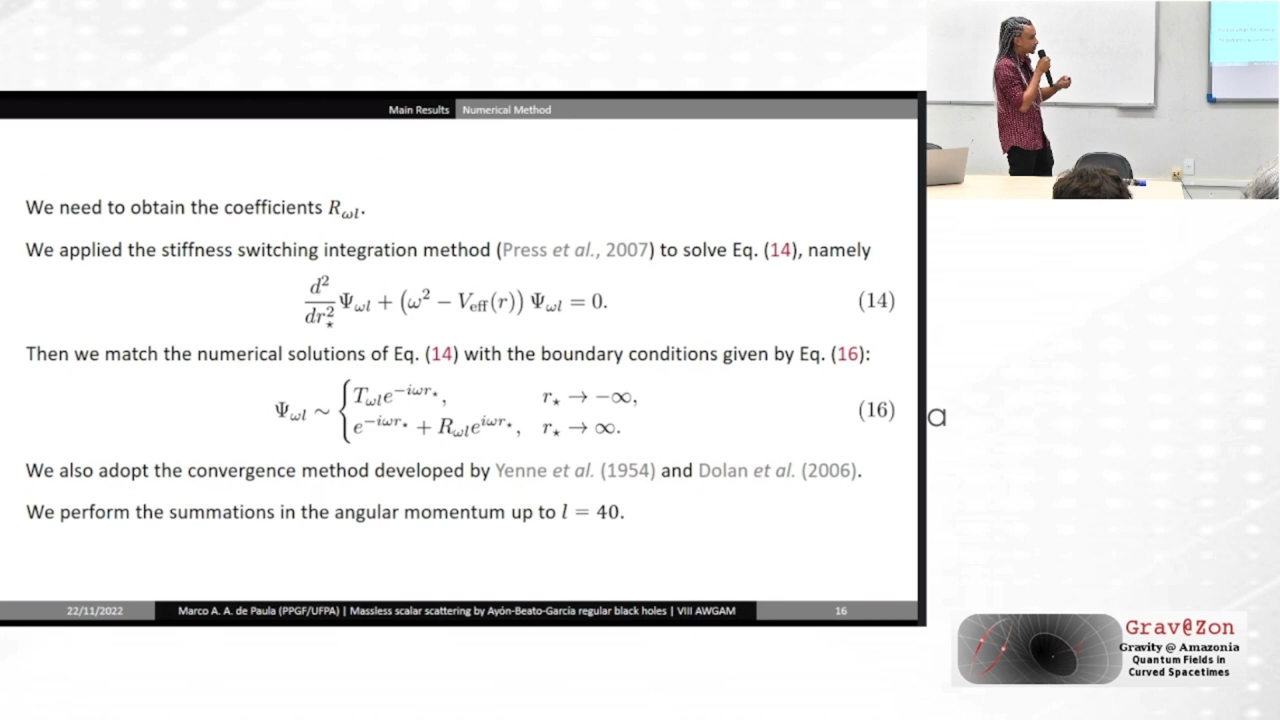 Main Results Numerical Method
We need to obtain the coefficients R_{ωl}.
We applied the stiffness switching integration method (Press et al., 2007) to solve Eq. (14), namely
d²/dr⋆² Ψ_{ωl} + (ω² − V_eff(r)) Ψ_{ωl} = 0. (14)
Then we match the numerical solutions of Eq. (14) with the boundary conditions given by Eq. (16):
Ψ_{ωl} ∼ { T_{ωl}e^{−iωr⋆}, r⋆ → −∞,
e^{−iωr⋆} + R_{ωl}e^{iωr⋆}, r⋆ → ∞. (16)
We also adopt the convergence method developed by Yenne et al. (1954) and Dolan et al. (2006).
We perform the summations in the angular momentum up to l = 40.
22/11/2022 Marco A. A. de Paula (PPGF/UFPA) | Massless scalar scattering by Ayón-Beato-García regular black holes | VIII AWGAM 16
a
Grav@Zon
Gravity @ Amazonia
Quantum Fields in
Curved Spacetimes